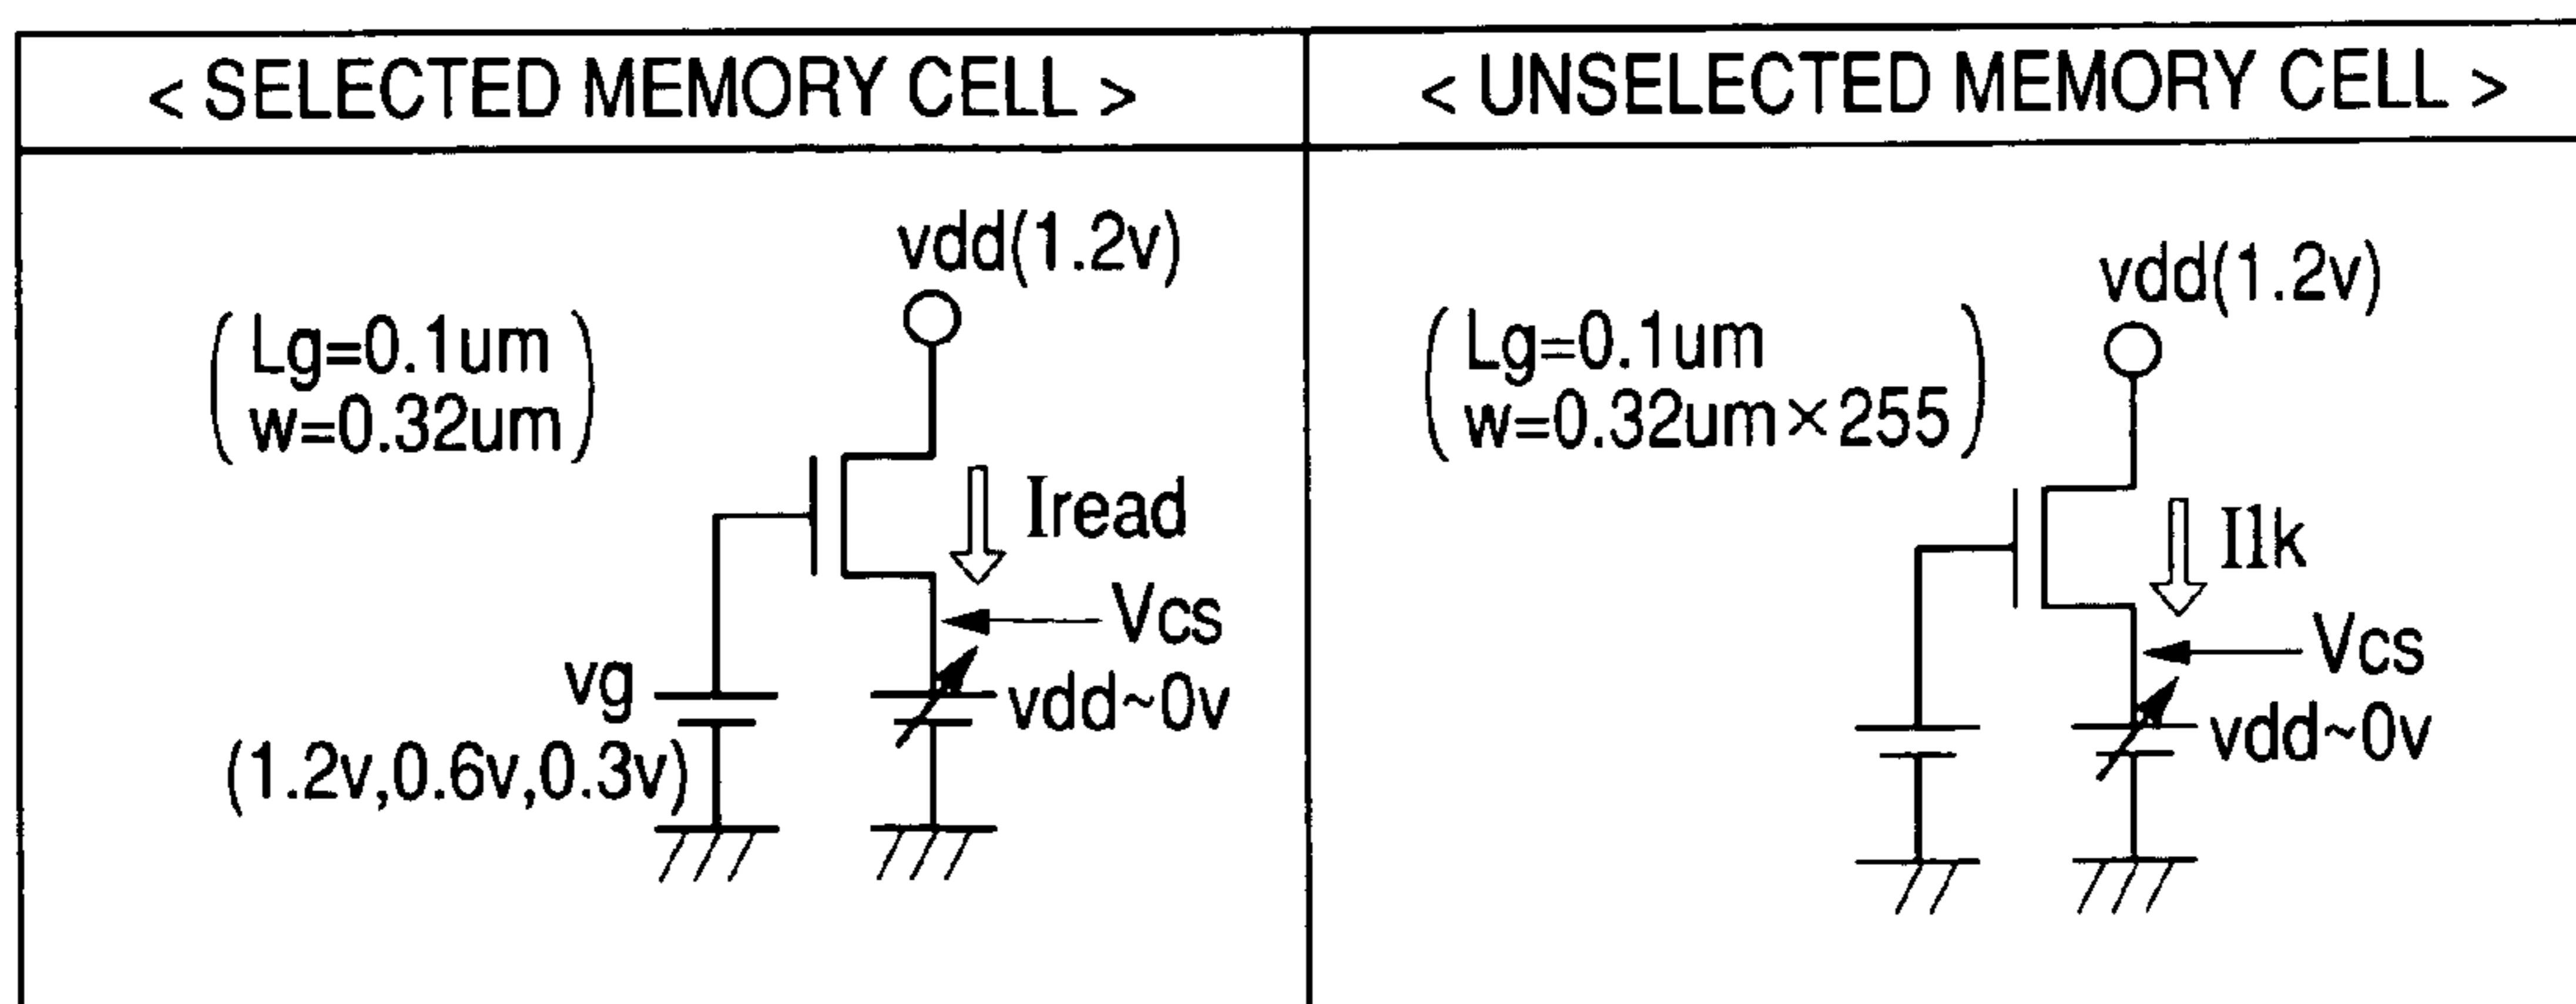 < SELECTED MEMORY CELL >
vdd(1.2v)
Lg=0.1um
w=0.32um
Iread
Vcs
vg
vdd~0v
(1.2v,0.6v,0.3v)
< UNSELECTED MEMORY CELL >
vdd(1.2v)
Lg=0.1um
w=0.32um×255
Ilk
Vcs
vdd~0v